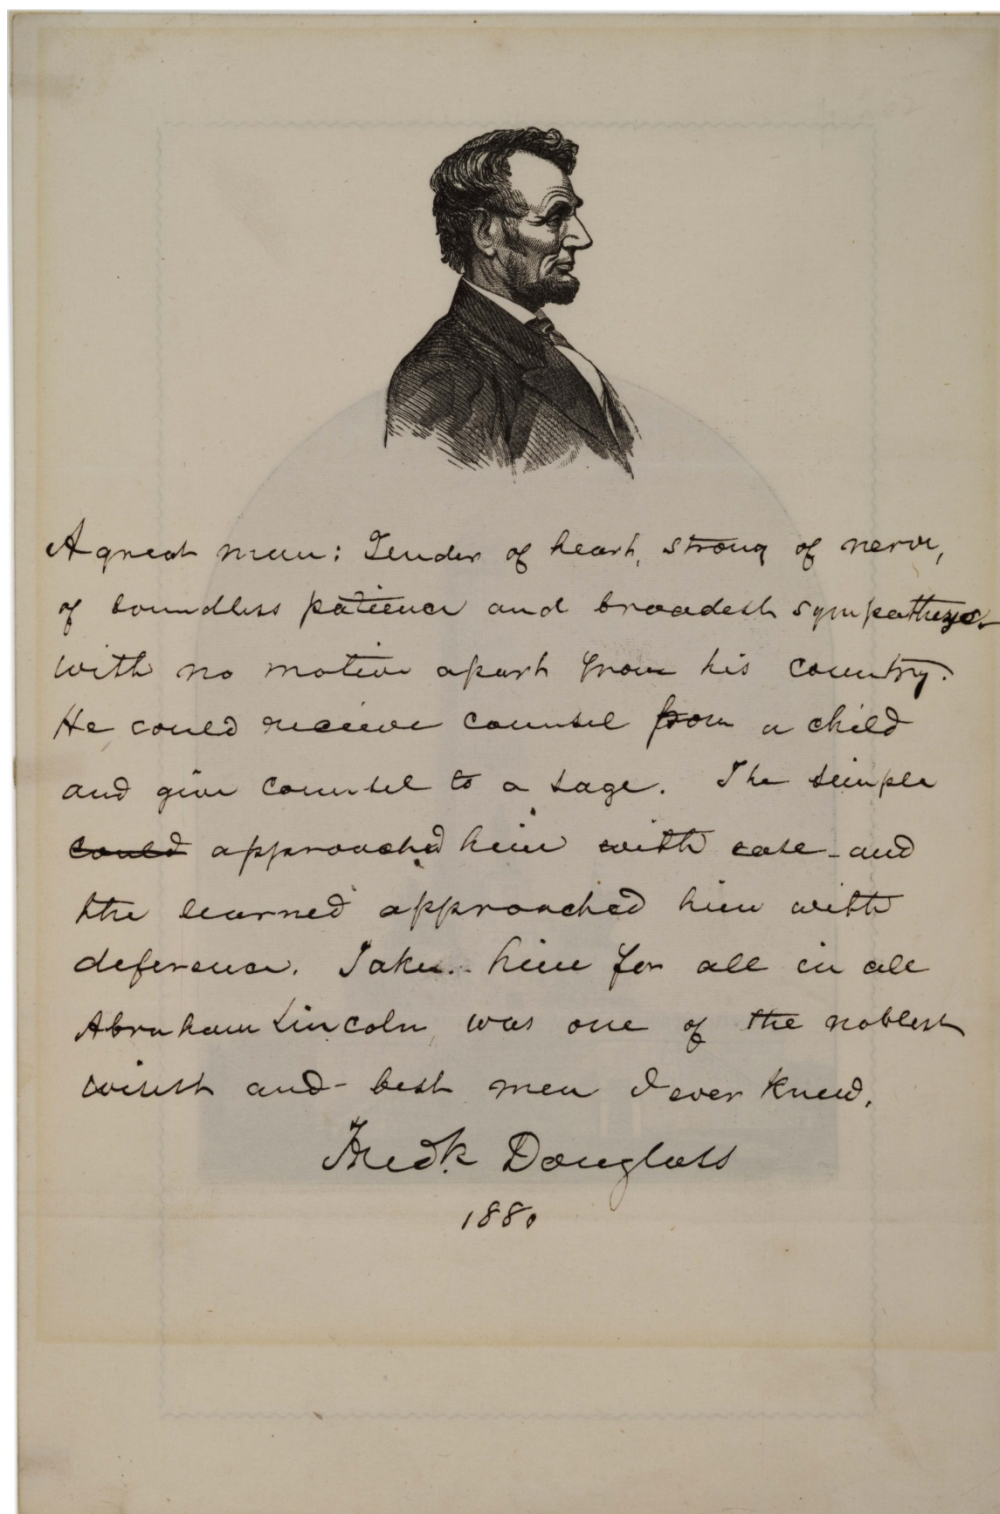 A great man: Tender of heart, strong of nerve,
of boundless patience and broadest sympathy
with no motive apart from his country.
He could receive counsel from a child
and give counsel to a sage. The simple
could approached him with ease - and
the learned approached him with
deference. Take him for all in all
Abraham Lincoln, was one of the noblest
wisest and best men I ever knew.
Fredk Douglass
1880